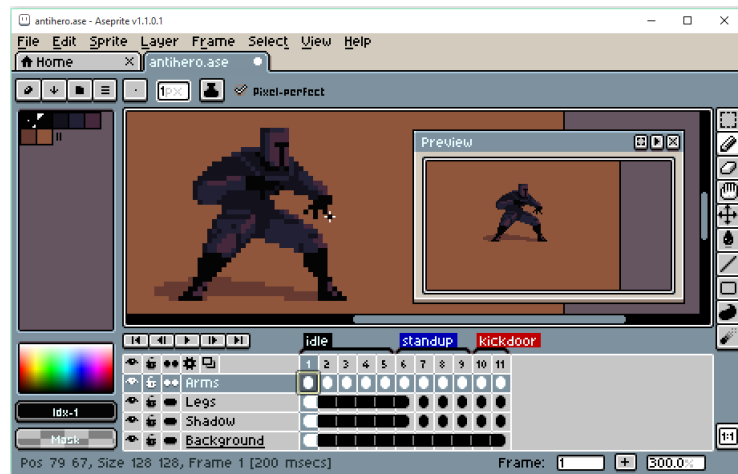 antihero.ase - Aseprite v1.1.0.1
File Edit Sprite Layer Frame Select View Help
Home antihero.ase
1px Pixel-perfect
Preview
idle standup kickdoor
1 2 3 4 5 6 7 8 9 10 11
Arms
Legs
Shadow
Background
Idx-1
Mask
1:1
Pos 79 67, Size 128 128, Frame 1 [200 msecs] Frame: 1 + 300.0%